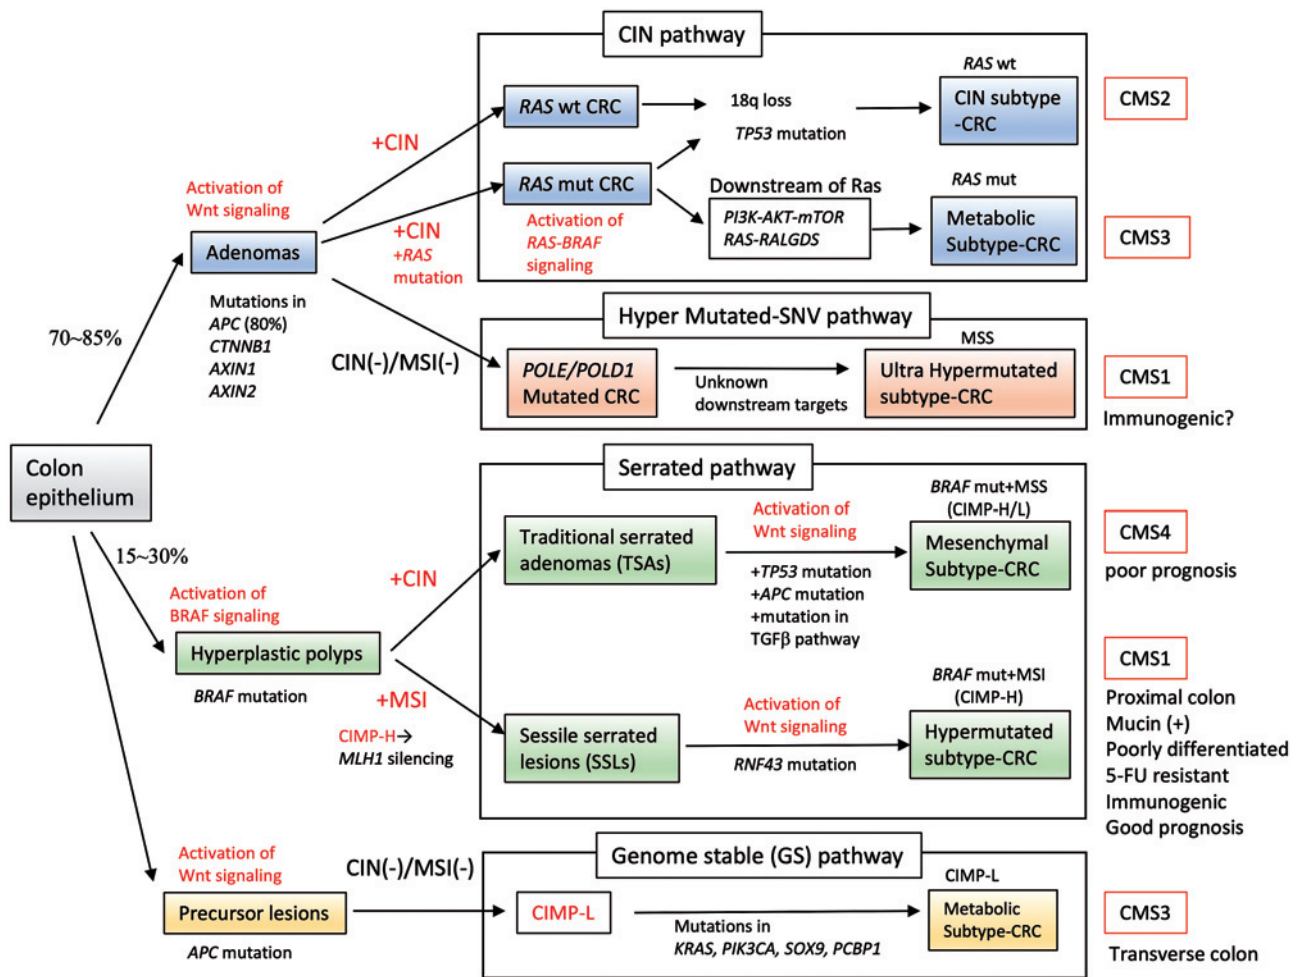 CIN pathway
RAS wt CRC
18q loss
TP53 mutation
RAS wt
CIN subtype
-CRC
CMS2
+CIN
RAS mut CRC
Activation of
RAS-BRAF
signaling
Downstream of Ras
PI3K-AKT-mTOR
RAS-RALGDS
RAS mut
Metabolic
Subtype-CRC
CMS3
Activation of
Wnt signaling
Adenomas
+CIN
+RAS
mutation
Mutations in
APC (80%)
CTNNB1
AXIN1
AXIN2
70~85%
CIN(-)/MSI(-)
Hyper Mutated-SNV pathway
POLE/POLD1
Mutated CRC
Unknown
downstream targets
MSS
Ultra Hypermutated
subtype-CRC
CMS1
Immunogenic?
Colon
epithelium
Serrated pathway
15~30%
Activation of
BRAF signaling
Hyperplastic polyps
BRAF mutation
+CIN
Traditional serrated
adenomas (TSAs)
Activation of
Wnt signaling
+TP53 mutation
+APC mutation
+mutation in
TGFβ pathway
BRAF mut+MSS
(CIMP-H/L)
Mesenchymal
Subtype-CRC
CMS4
poor prognosis
+MSI
CIMP-H→
MLH1 silencing
Sessile serrated
lesions (SSLs)
Activation of
Wnt signaling
RNF43 mutation
BRAF mut+MSI
(CIMP-H)
Hypermutated
subtype-CRC
CMS1
Proximal colon
Mucin (+)
Poorly differentiated
5-FU resistant
Immunogenic
Good prognosis
Activation of
Wnt signaling
Precursor lesions
APC mutation
CIN(-)/MSI(-)
Genome stable (GS) pathway
CIMP-L
Mutations in
KRAS, PIK3CA, SOX9, PCBP1
CIMP-L
Metabolic
Subtype-CRC
CMS3
Transverse colon